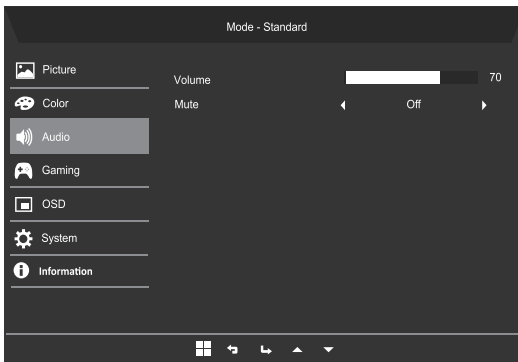 Mode - Standard
Picture
Volume 70
Color
Mute Off
Audio
Gaming
OSD
System
Information